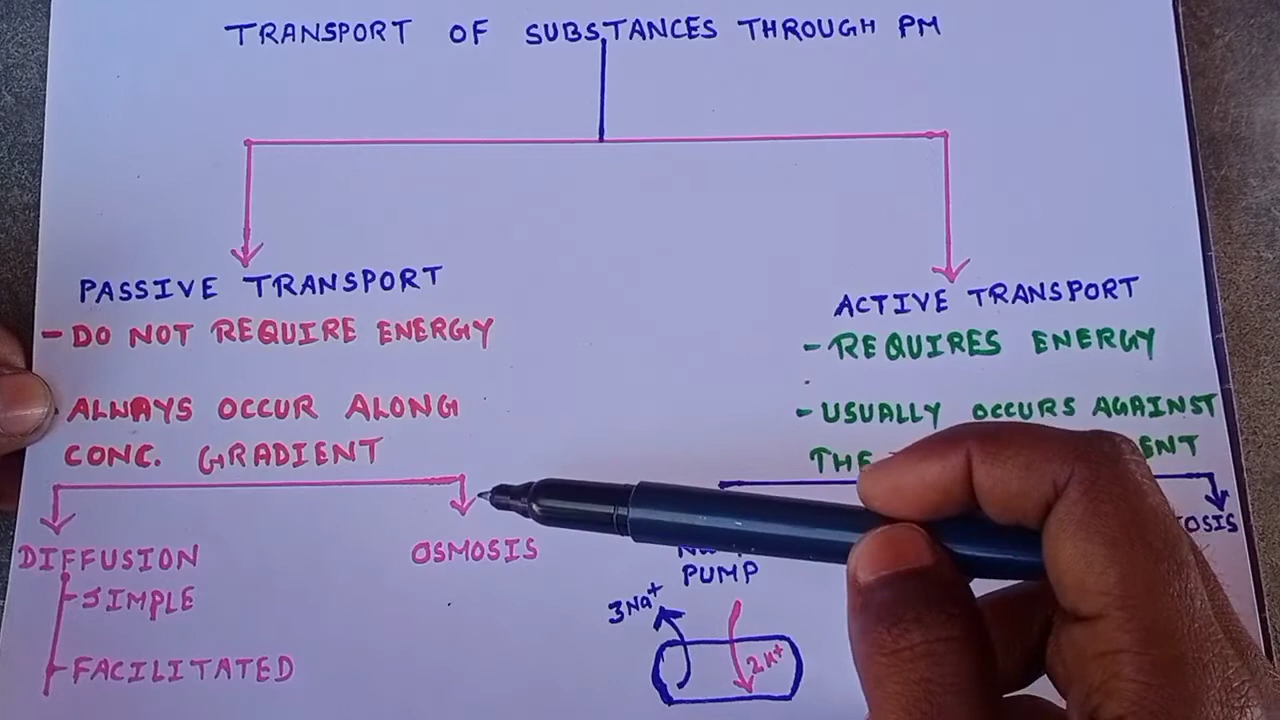 TRANSPORT OF SUBSTANCES THROUGH PM
PASSIVE TRANSPORT
- DO NOT REQUIRE ENERGY
- ALWAYS OCCUR ALONG
CONC. GRADIENT
DIFFUSION
- SIMPLE
- FACILITATED
OSMOSIS
ACTIVE TRANSPORT
- REQUIRES ENERGY
- USUALLY OCCURS AGAINST
THE
PUMP
3Na⁺
2K⁺